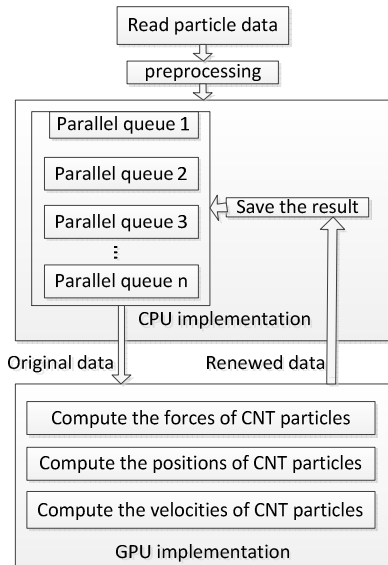 Read particle data
preprocessing
Parallel queue 1
Parallel queue 2
Parallel queue 3
...
Parallel queue n
Save the result
CPU implementation
Original data
Renewed data
Compute the forces of CNT particles
Compute the positions of CNT particles
Compute the velocities of CNT particles
GPU implementation